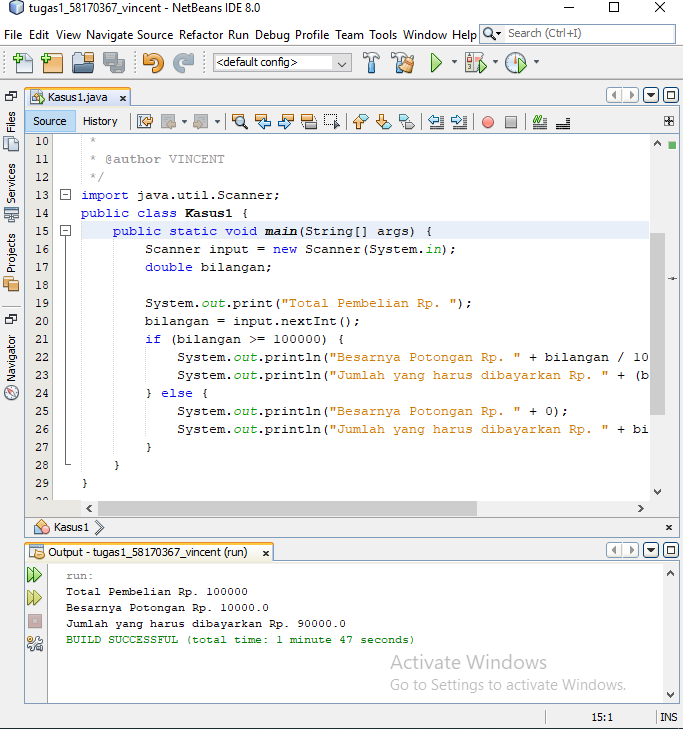 tugas1_58170367_vincent - NetBeans IDE 8.0
File Edit View Navigate Source Refactor Run Debug Profile Team Tools Window Help
Search (Ctrl+I)
<default config>
Files
Services
Projects
Navigator
Kasus1.java
Source History
10 *
11 * @author VINCENT
12 */
13 import java.util.Scanner;
14 public class Kasus1 {
15 public static void main(String[] args) {
16 Scanner input = new Scanner(System.in);
17 double bilangan;
18
19 System.out.print("Total Pembelian Rp. ");
20 bilangan = input.nextInt();
21 if (bilangan >= 100000) {
22 System.out.println("Besarnya Potongan Rp. " + bilangan / 10
23 System.out.println("Jumlah yang harus dibayarkan Rp. " + (b
24 } else {
25 System.out.println("Besarnya Potongan Rp. " + 0);
26 System.out.println("Jumlah yang harus dibayarkan Rp. " + bi
27 }
28 }
29 }
Kasus1
Output - tugas1_58170367_vincent (run)
run:
Total Pembelian Rp. 100000
Besarnya Potongan Rp. 10000.0
Jumlah yang harus dibayarkan Rp. 90000.0
BUILD SUCCESSFUL (total time: 1 minute 47 seconds)
Activate Windows
Go to Settings to activate Windows.
15:1 INS